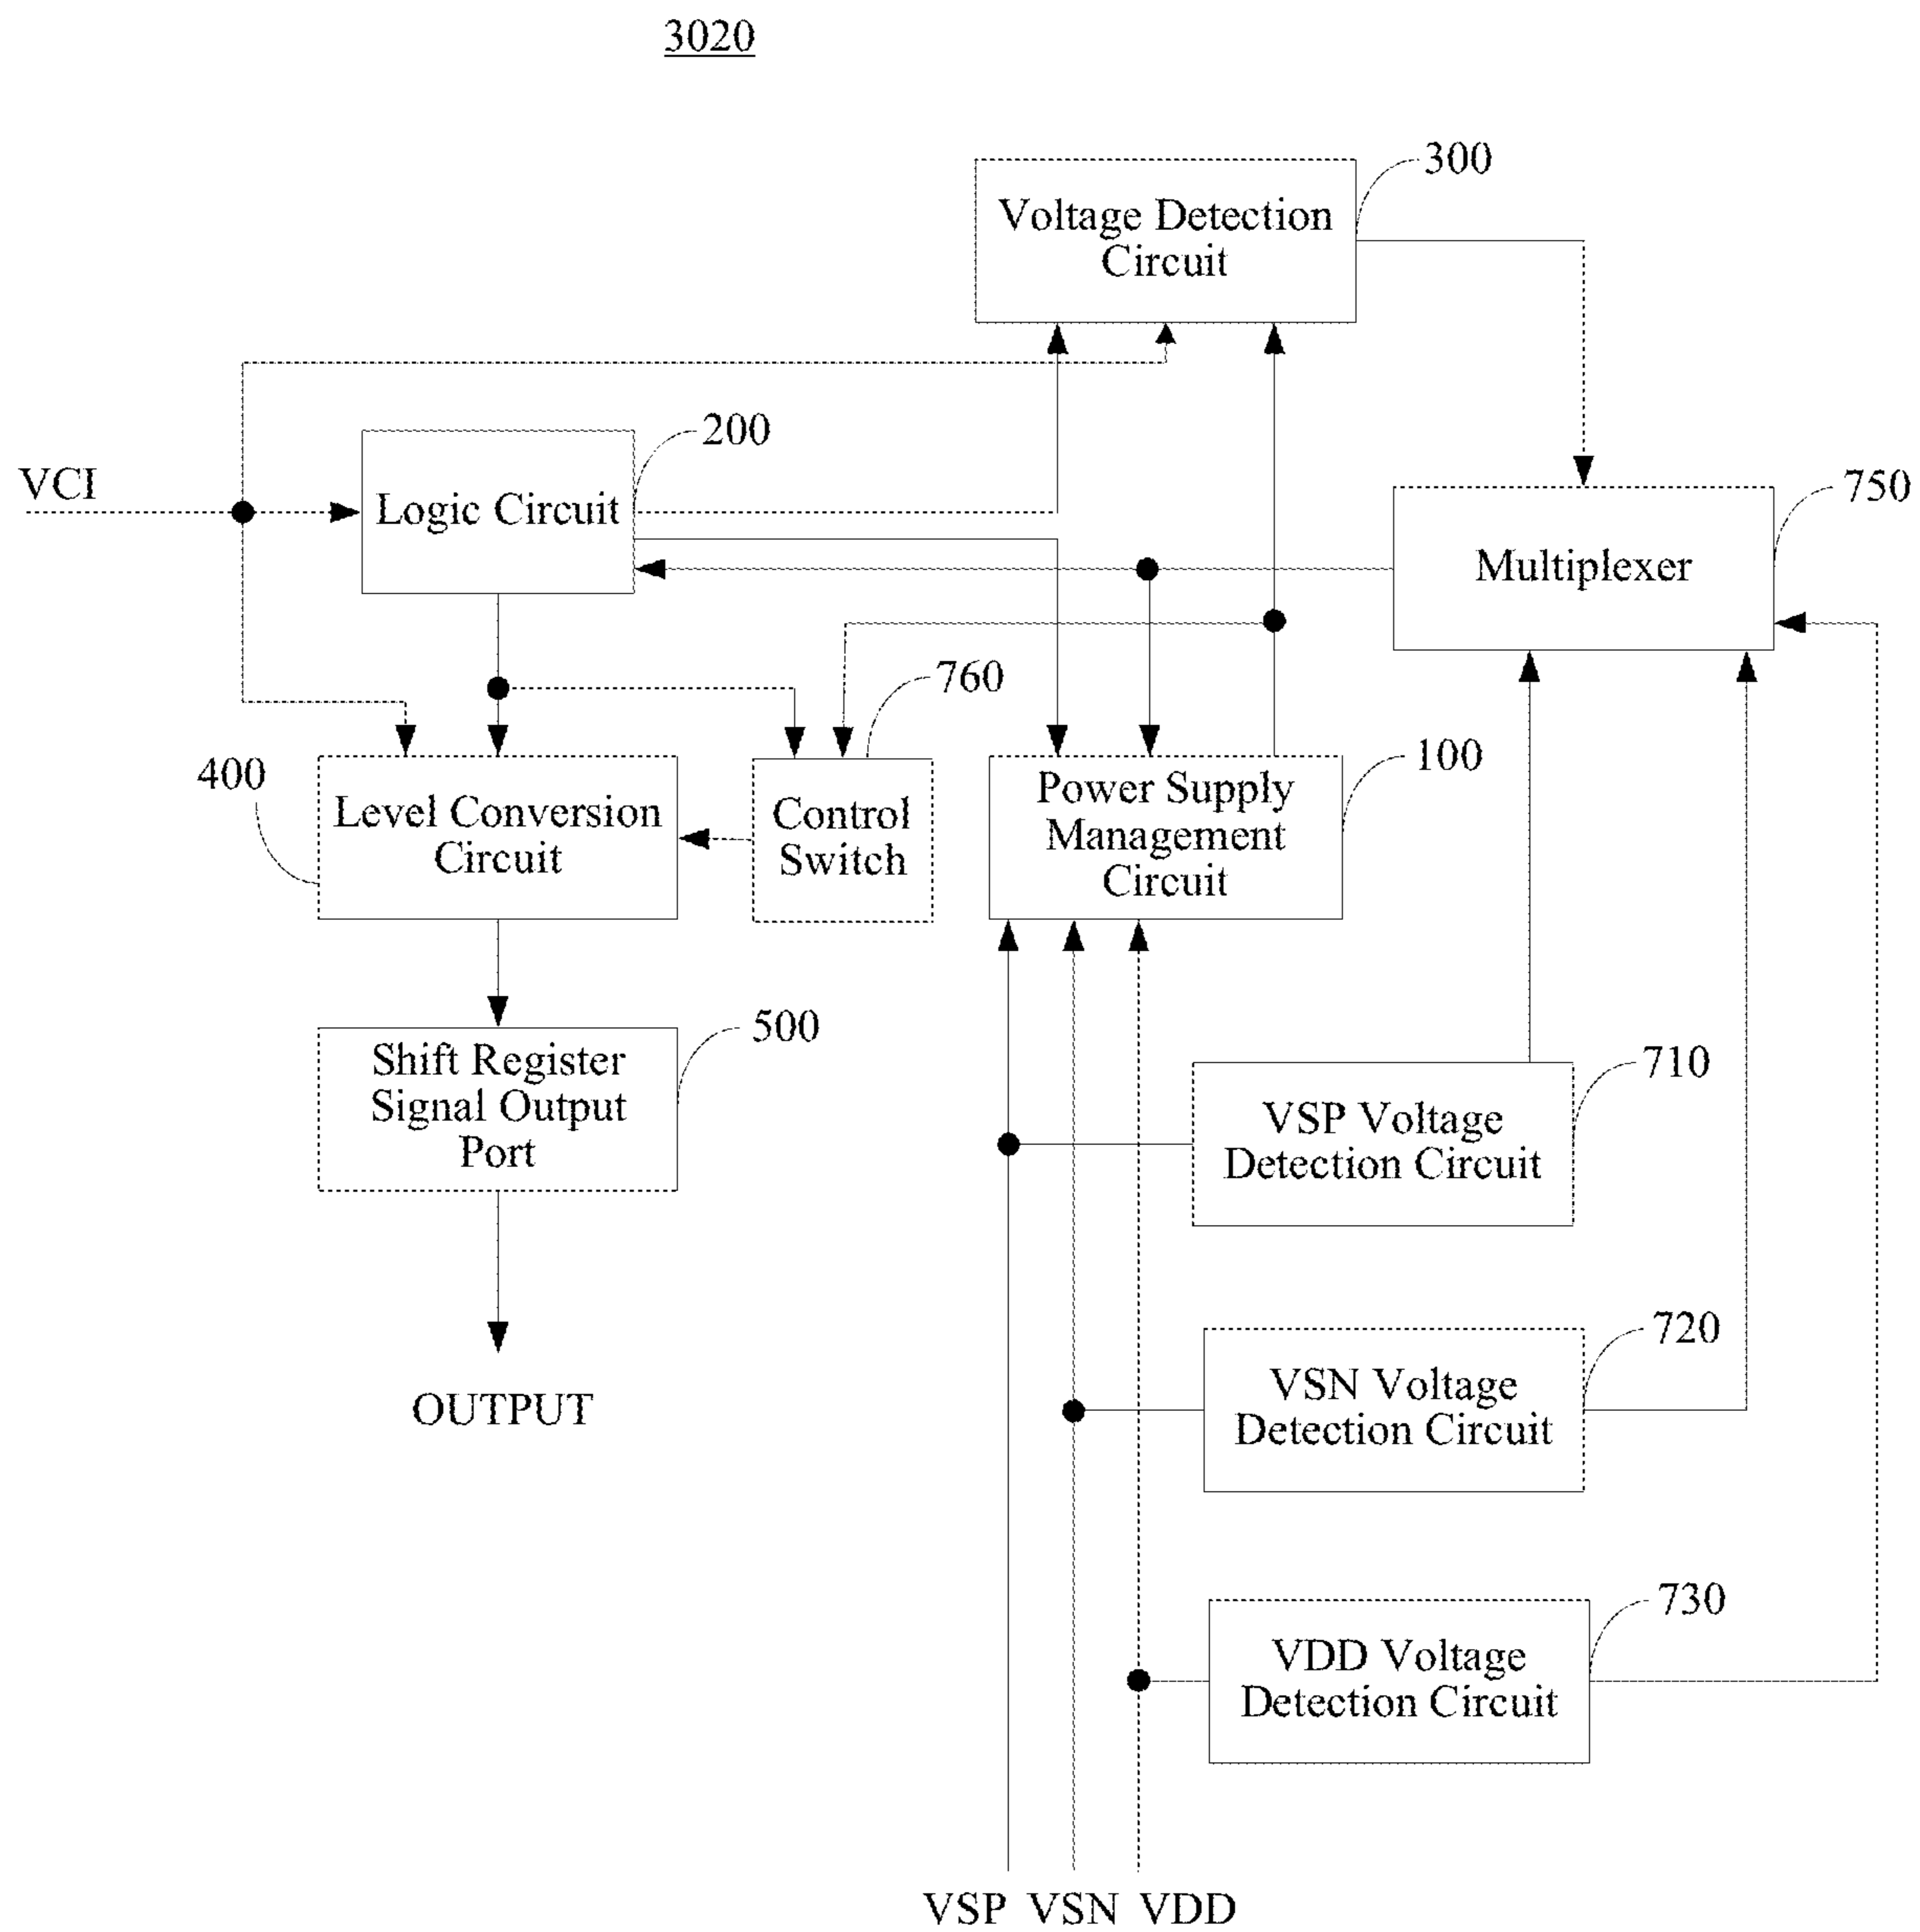 3020
300
Voltage Detection
Circuit
200
VCI
Logic Circuit
750
Multiplexer
760
400
Level Conversion
Circuit
Control
Switch
100
Power Supply
Management
Circuit
500
Shift Register
Signal Output
Port
710
VSP Voltage
Detection Circuit
OUTPUT
720
VSN Voltage
Detection Circuit
730
VDD Voltage
Detection Circuit
VSP VSN VDD